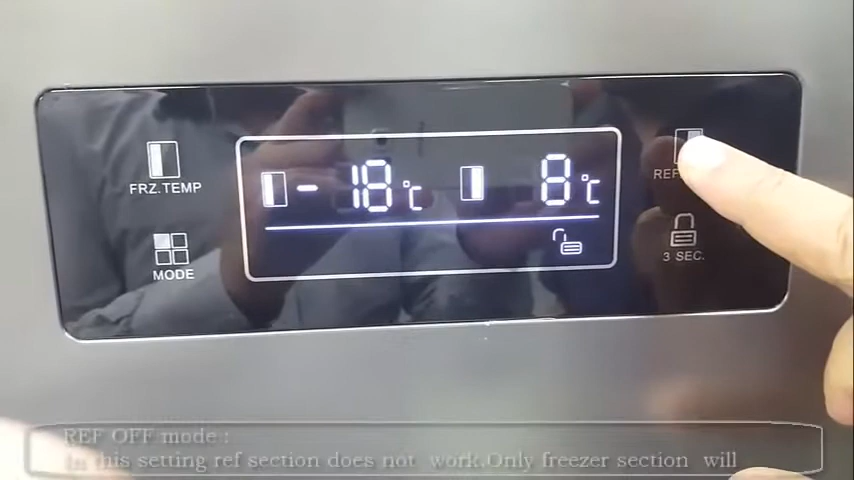 FRZ.TEMP
-18°C
8°C
REF
MODE
3 SEC.
REF OFF mode :
In this setting ref section does not work.Only freezer section will